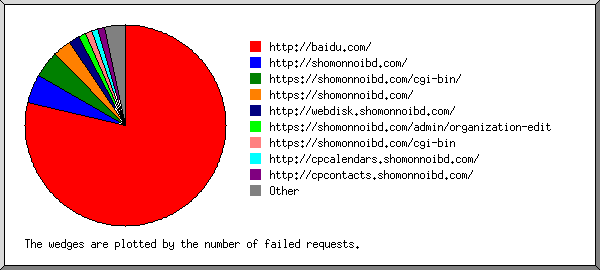 http://baidu.com/
http://shomonnoibd.com/
https://shomonnoibd.com/cgi-bin/
https://shomonnoibd.com/
http://webdisk.shomonnoibd.com/
https://shomonnoibd.com/admin/organization-edit
https://shomonnoibd.com/cgi-bin
http://cpcalendars.shomonnoibd.com/
http://cpcontacts.shomonnoibd.com/
Other
The wedges are plotted by the number of failed requests.